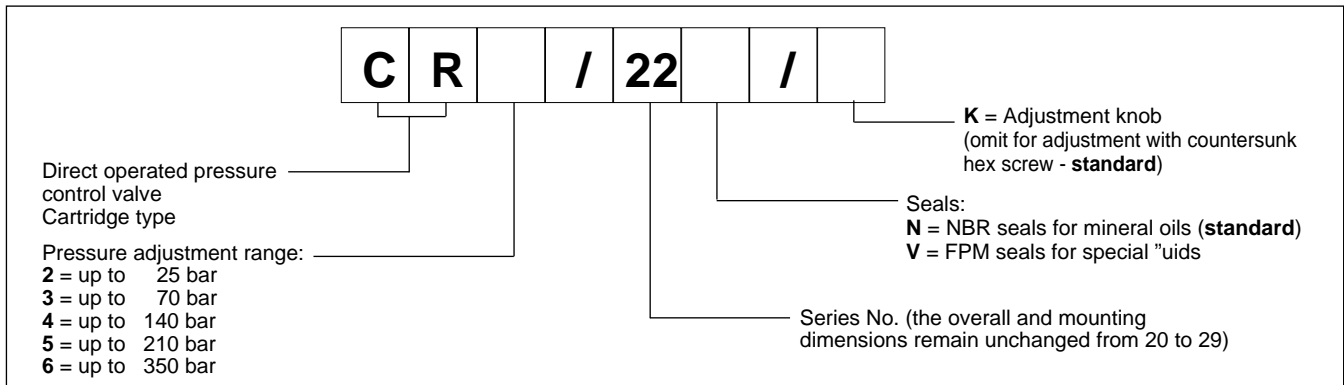 C R / 22 /
K = Adjustment knob
(omit for adjustment with countersunk
hex screw - standard)
Direct operated pressure
control valve
Cartridge type
Seals:
N = NBR seals for mineral oils (standard)
V = FPM seals for special ”uids
Pressure adjustment range:
2 = up to 25 bar
3 = up to 70 bar
4 = up to 140 bar
5 = up to 210 bar
6 = up to 350 bar
Series No. (the overall and mounting
dimensions remain unchanged from 20 to 29)